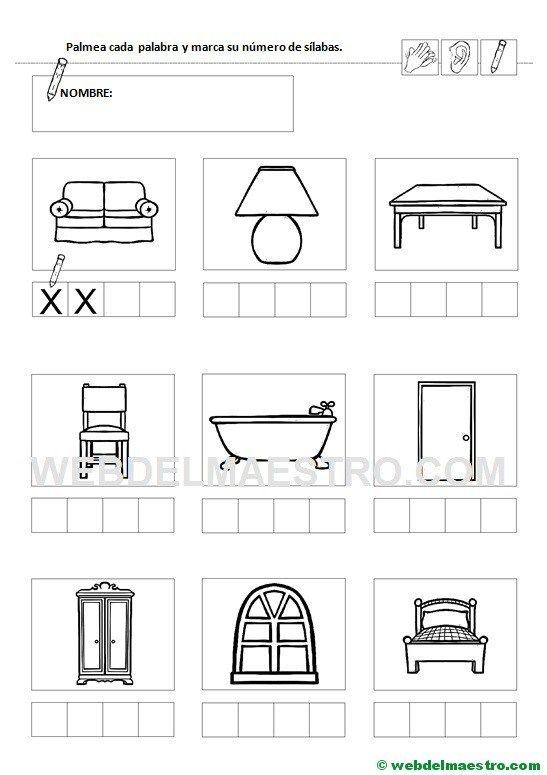 Palmea cada palabra y marca su número de sílabas.
NOMBRE:
X X
WEBDELMAESTRO.COM
© webdelmaestro.com